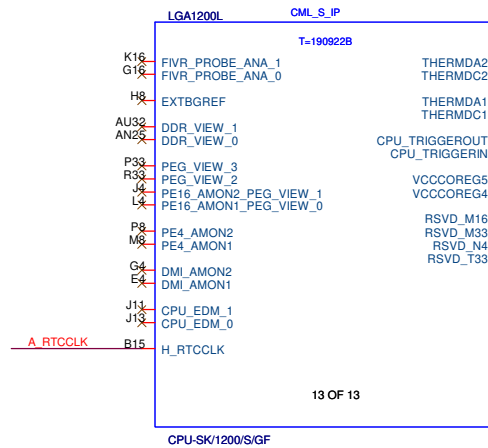 LGA1200L CML_S_IP
T=190922B
K16 FIVR_PROBE_ANA_1 THERMDA2
G16 FIVR_PROBE_ANA_0 THERMDC2
H8 EXTBGREF THERMDA1
THERMDC1
AU32 DDR_VIEW_1
AN25 DDR_VIEW_0 CPU_TRIGGEROUT
CPU_TRIGGERIN
P33 PEG_VIEW_3
R33 PEG_VIEW_2 VCCCOREG5
J4 PE16_AMON2_PEG_VIEW_1 VCCCOREG4
L4 PE16_AMON1_PEG_VIEW_0
RSVD_M16
P8 PE4_AMON2 RSVD_M33
M8 PE4_AMON1 RSVD_N4
RSVD_T33
G4 DMI_AMON2
E4 DMI_AMON1
J11 CPU_EDM_1
J13 CPU_EDM_0
A_RTCCLK B15 H_RTCCLK
13 OF 13
CPU-SK/1200/S/GF